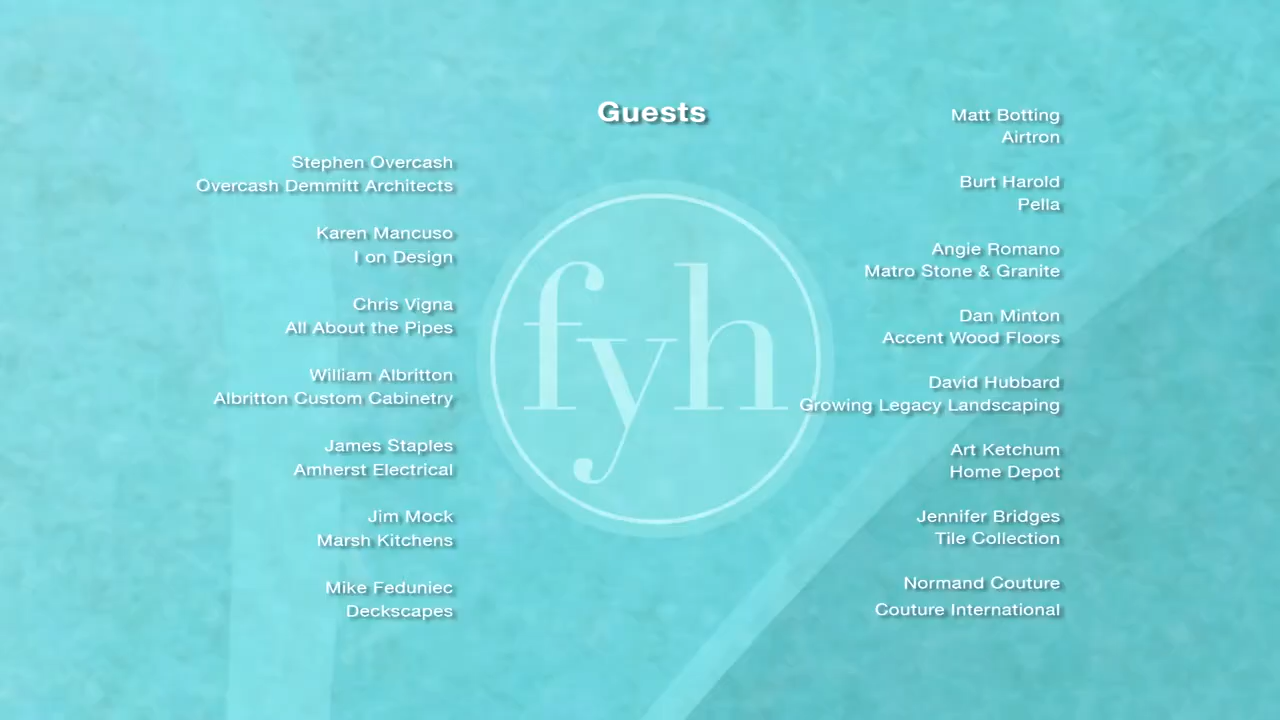 Guests
Stephen Overcash
Overcash Demmitt Architects
Karen Mancuso
I on Design
Chris Vigna
All About the Pipes
William Albritton
Albritton Custom Cabinetry
James Staples
Amherst Electrical
Jim Mock
Marsh Kitchens
Mike Feduniec
Deckscapes
fyh
Matt Botting
Airtron
Burt Harold
Pella
Angie Romano
Matro Stone & Granite
Dan Minton
Accent Wood Floors
David Hubbard
Growing Legacy Landscaping
Art Ketchum
Home Depot
Jennifer Bridges
Tile Collection
Normand Couture
Couture International